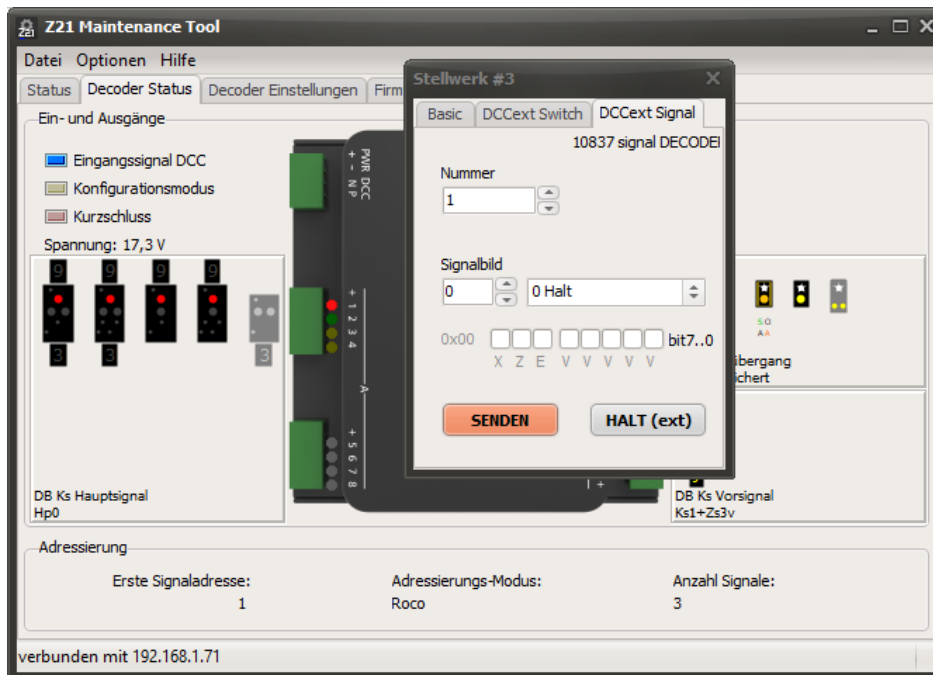 Z21 Maintenance Tool
Datei Optionen Hilfe
Status Decoder Status Decoder Einstellungen Firm
Ein- und Ausgänge
Eingangssignal DCC
Konfigurationsmodus
Kurzschluss
Spannung: 17,3 V
9 9 9 9
3 3 3
DB Ks Hauptsignal
Hp0
PWR DCC
+ - N P
+ 1 2 3 4
A
+ 5 6 7 8
Stellwerk #3
Basic DCCext Switch DCCext Signal
10837 signal DECODE
Nummer
1
Signalbild
0 0 Halt
0x00 bit7..0
X Z E V V V V V
SENDEN HALT (ext)
bergang
ichert
+
DB Ks Vorsignal
Ks1+Zs3v
Adressierung
Erste Signaladresse: Adressierungs-Modus: Anzahl Signale:
1 Roco 3
verbunden mit 192.168.1.71